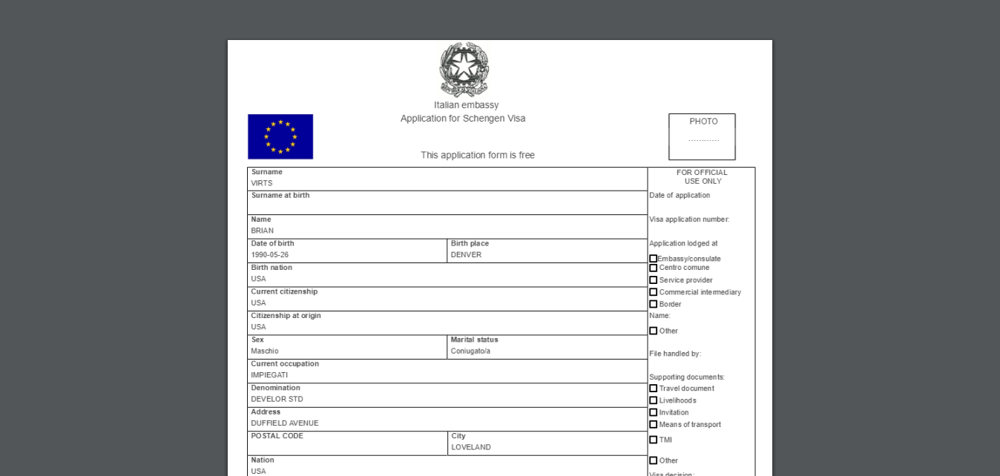 Italian embassy
Application for Schengen Visa
PHOTO
............
This application form is free
Surname
VIRTS
Surname at birth
Name
BRIAN
Date of birth
1990-05-26
Birth place
DENVER
Birth nation
USA
Current citizenship
USA
Citizenship at origin
USA
Sex
Maschio
Marital status
Coniugato/a
Current occupation
IMPIEGATI
Denomination
DEVELOR STD
Address
DUFFIELD AVENUE
POSTAL CODE
City
LOVELAND
Nation
USA
FOR OFFICIAL
USE ONLY
Date of application
Visa application number:
Application lodged at
Embassy/consulate
Centro comune
Service provider
Commercial intermediary
Border
Name:
Other
File handled by:
Supporting documents:
Travel document
Livelihoods
Invitation
Means of transport
TMI
Other
Visa decision: